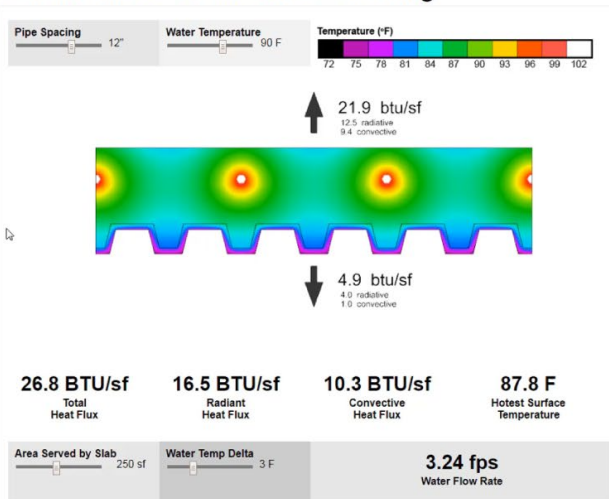 Pipe Spacing
12"
Water Temperature
90 F
Temperature (°F)
72 75 78 81 84 87 90 93 96 99 102
21.9 btu/sf
12.5 radiative
9.4 convective
4.9 btu/sf
4.0 radiative
1.0 convective
26.8 BTU/sf
Total
Heat Flux
16.5 BTU/sf
Radiant
Heat Flux
10.3 BTU/sf
Convective
Heat Flux
87.8 F
Hottest Surface
Temperature
Area Served by Slab
250 sf
Water Temp Delta
3 F
3.24 fps
Water Flow Rate